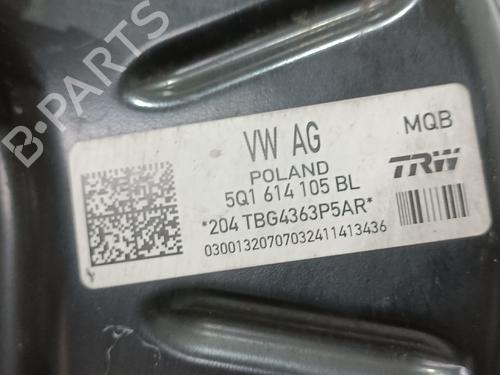 VW AG
MQB
POLAND
TRW
5Q1 614 105 BL
*204 TBG4363P5AR*
03001320707032411413436
B-PARTS